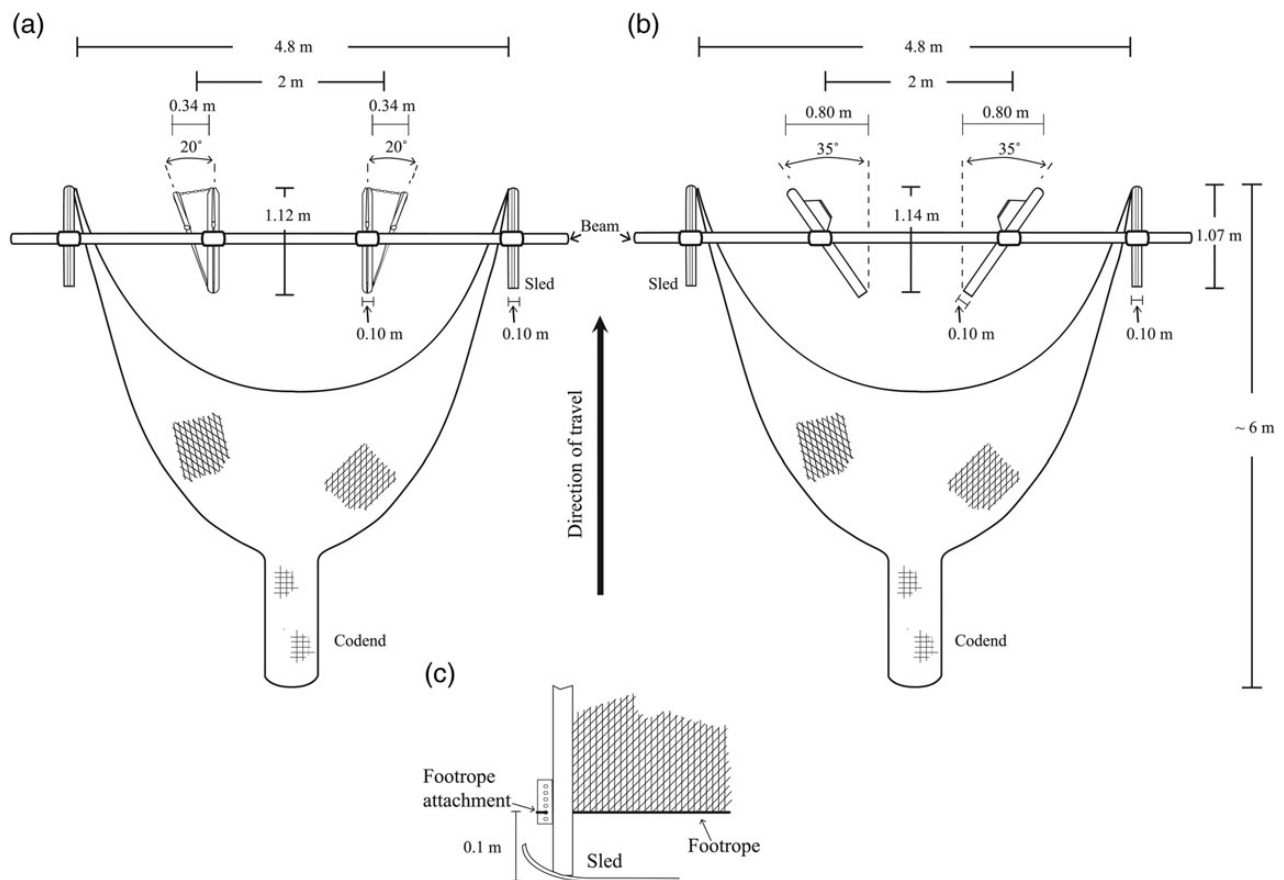 (a)
4.8 m
2 m
0.34 m
0.34 m
20°
20°
1.12 m
Sled
0.10 m
0.10 m
Beam
(b)
4.8 m
2 m
0.80 m
0.80 m
35°
35°
1.14 m
1.07 m
Sled
0.10 m
0.10 m
~ 6 m
Direction of travel
Codend
Codend
(c)
Footrope
attachment
0.1 m
Sled
Footrope